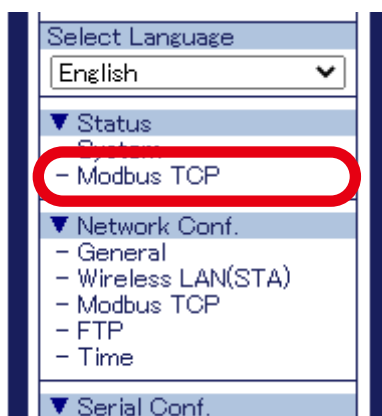 Select Language
English
▼ Status
- System
- Modbus TCP
▼ Network Conf.
- General
- Wireless LAN(STA)
- Modbus TCP
- FTP
- Time
▼ Serial Conf.